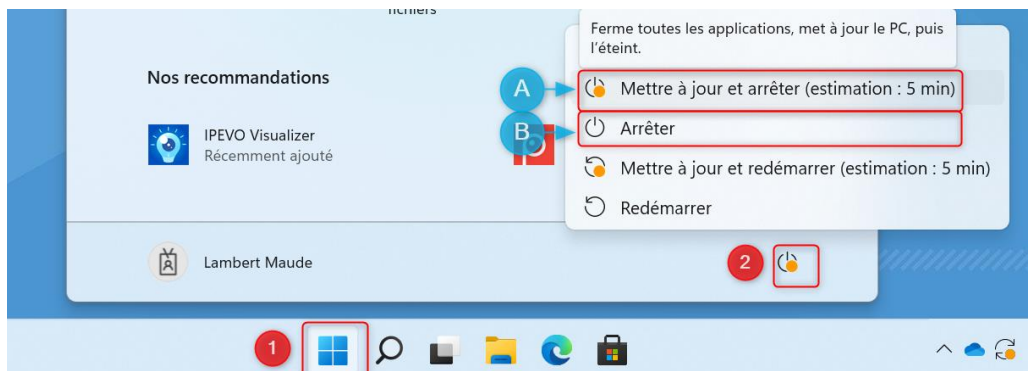 fichiers
Ferme toutes les applications, met à jour le PC, puis
l'éteint.
Nos recommandations
A
Mettre à jour et arrêter (estimation : 5 min)
IPEVO Visualizer
Récemment ajouté
B
Arrêter
Mettre à jour et redémarrer (estimation : 5 min)
Redémarrer
Lambert Maude
2
1